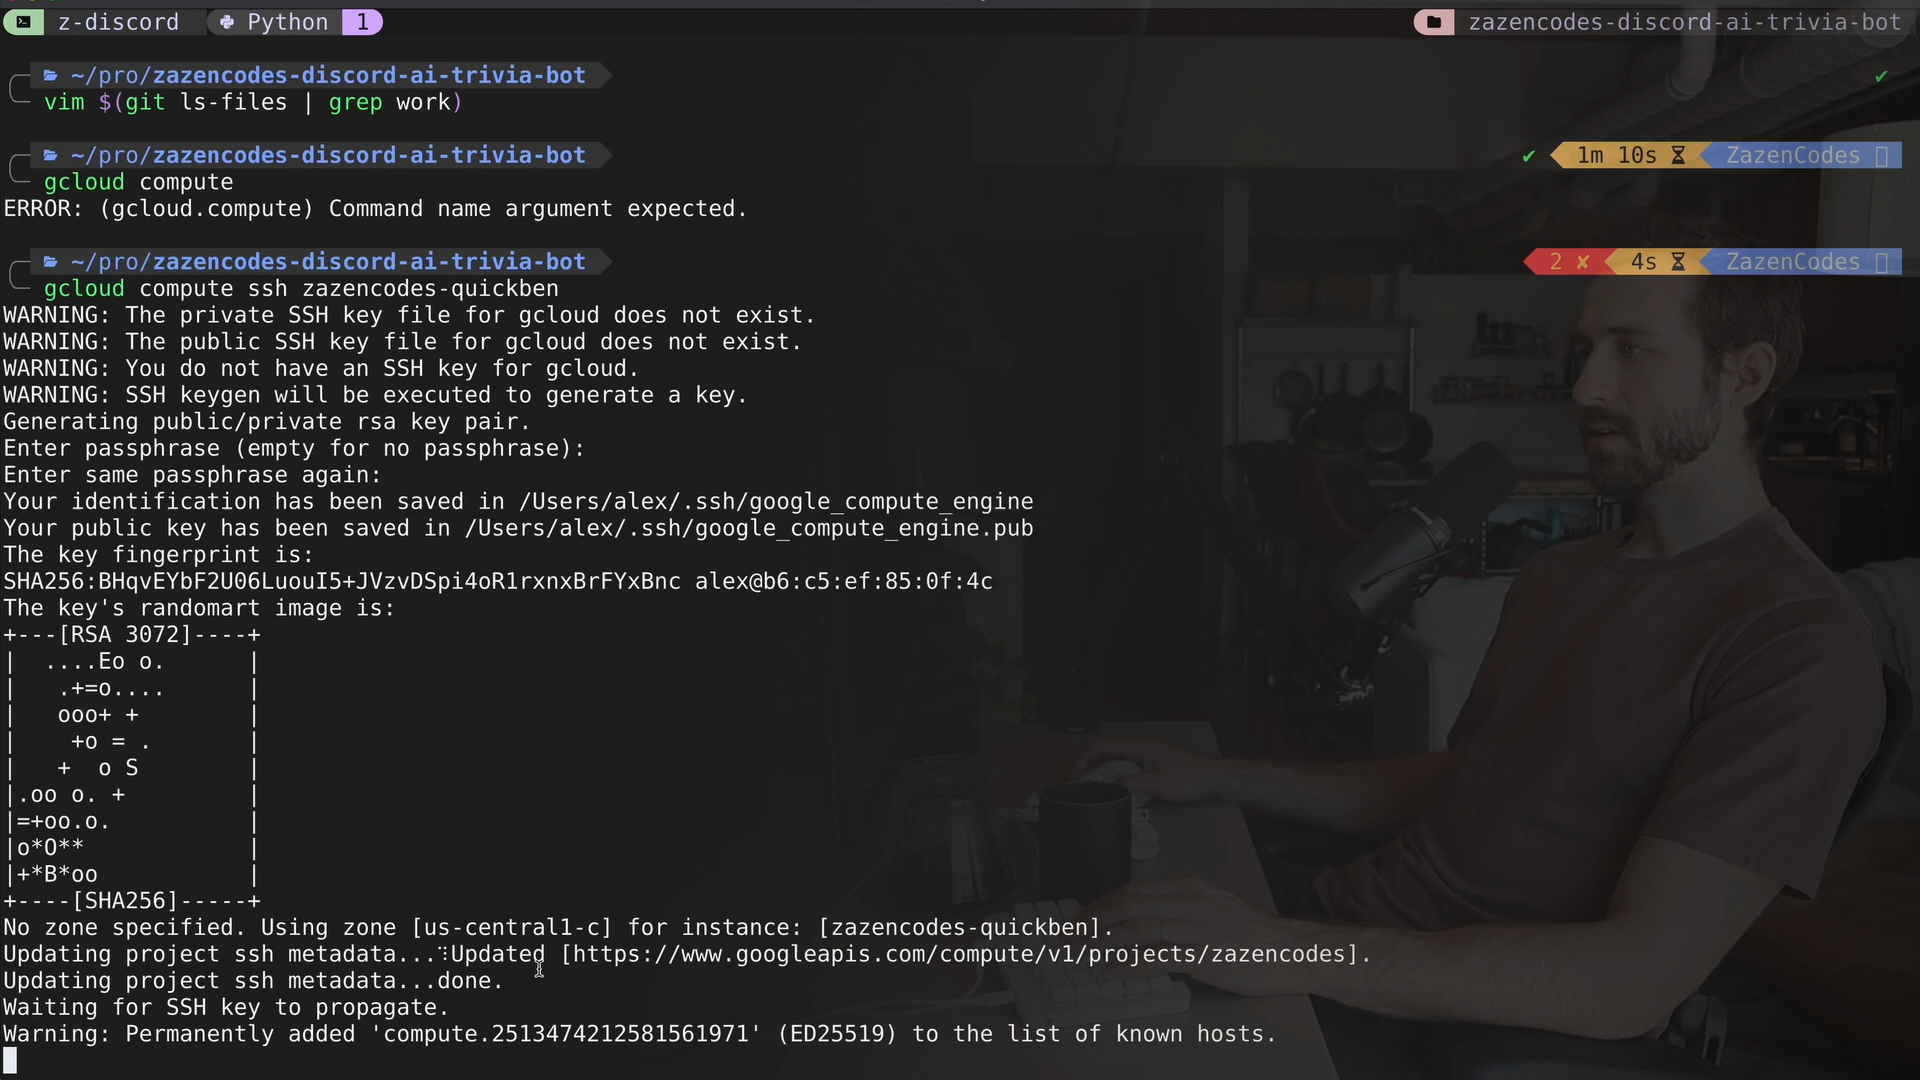 z-discord Python 1 zazencodes-discord-ai-trivia-bot
~/pro/zazencodes-discord-ai-trivia-bot ✔
vim $(git ls-files | grep work)
~/pro/zazencodes-discord-ai-trivia-bot ✔ 1m 10s ZazenCodes
gcloud compute
ERROR: (gcloud.compute) Command name argument expected.
~/pro/zazencodes-discord-ai-trivia-bot 2 ✘ 4s ZazenCodes
gcloud compute ssh zazencodes-quickben
WARNING: The private SSH key file for gcloud does not exist.
WARNING: The public SSH key file for gcloud does not exist.
WARNING: You do not have an SSH key for gcloud.
WARNING: SSH keygen will be executed to generate a key.
Generating public/private rsa key pair.
Enter passphrase (empty for no passphrase):
Enter same passphrase again:
Your identification has been saved in /Users/alex/.ssh/google_compute_engine
Your public key has been saved in /Users/alex/.ssh/google_compute_engine.pub
The key fingerprint is:
SHA256:BHqvEYbF2U06LuouI5+JVzvDSpi4oR1rxnxBrFYxBnc alex@b6:c5:ef:85:0f:4c
The key's randomart image is:
+---[RSA 3072]----+
|  ....Eo o.      |
|   .+=o....      |
|   ooo+ +        |
|    +o = .       |
|   +  o S        |
|.oo o. +         |
|=+oo.o.          |
|o*O**            |
|+*B*oo           |
+----[SHA256]-----+
No zone specified. Using zone [us-central1-c] for instance: [zazencodes-quickben].
Updating project ssh metadata...⠹Updated [https://www.googleapis.com/compute/v1/projects/zazencodes].
Updating project ssh metadata...done.
Waiting for SSH key to propagate.
Warning: Permanently added 'compute.2513474212581561971' (ED25519) to the list of known hosts.